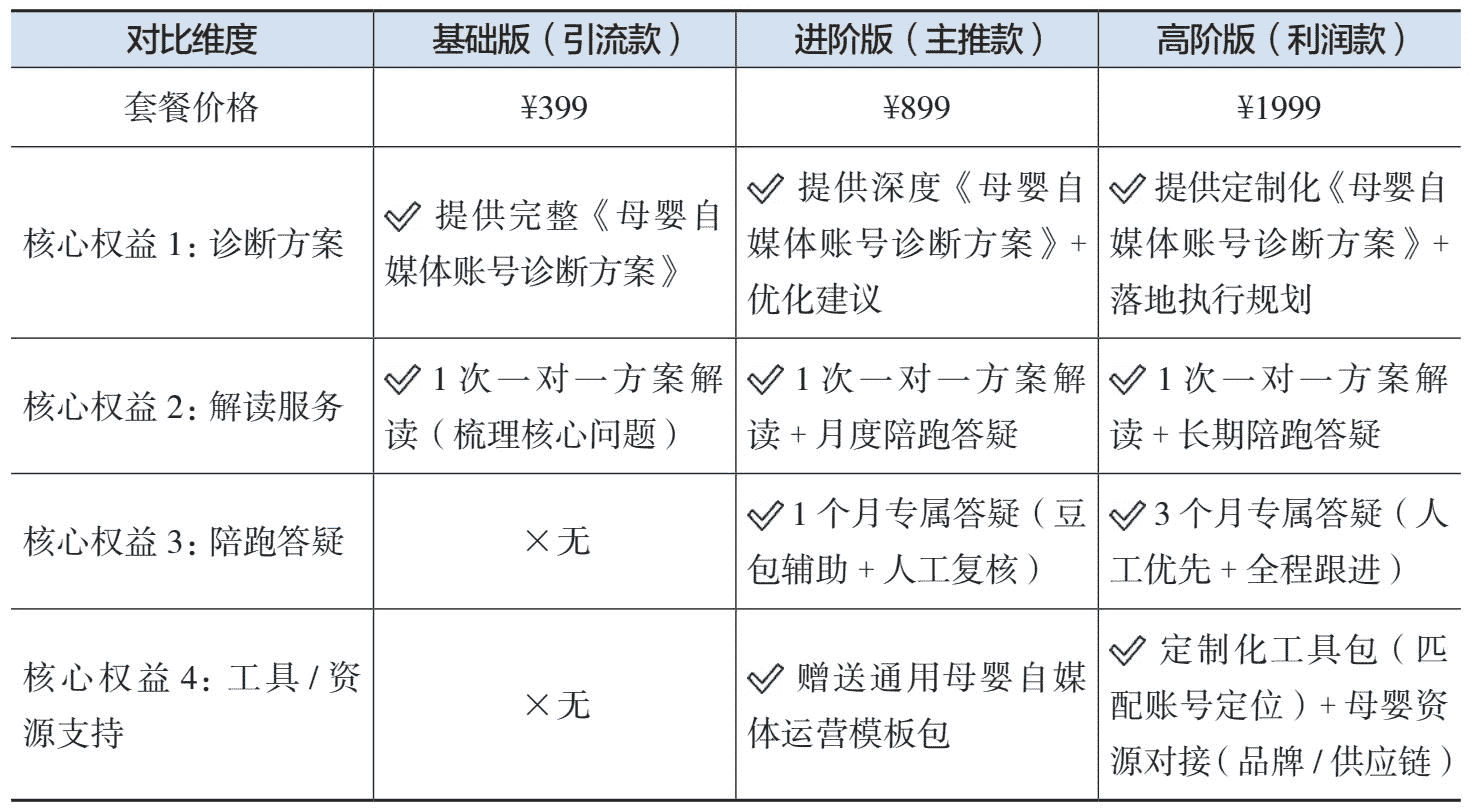 对比维度 基础版（引流款） 进阶版（主推款） 高阶版（利润款）
套餐价格 ¥399 ¥899 ¥1999
核心权益 1：诊断方案
✓ 提供完整《母婴自
媒体账号诊断方案》
✓ 提供深度《母婴自
媒体账号诊断方案》+
优化建议
✓ 提供定制化《母婴自
媒体账号诊断方案》+
落地执行规划
核心权益 2：解读服务
✓ 1 次一对一方案解
读（梳理核心问题）
✓ 1 次一对一方案解
读 + 月度陪跑答疑
✓ 1 次一对一方案解
读 + 长期陪跑答疑
核心权益 3：陪跑答疑
×无
✓ 1 个月专属答疑（豆
包辅助 + 人工复核）
✓ 3 个月专属答疑（人
工优先 + 全程跟进）
核心权益 4：工具 / 资
源支持
×无
✓ 赠送通用母婴自媒
体运营模板包
✓ 定制化工具包（匹
配账号定位）+ 母婴资
源对接（品牌 / 供应链）